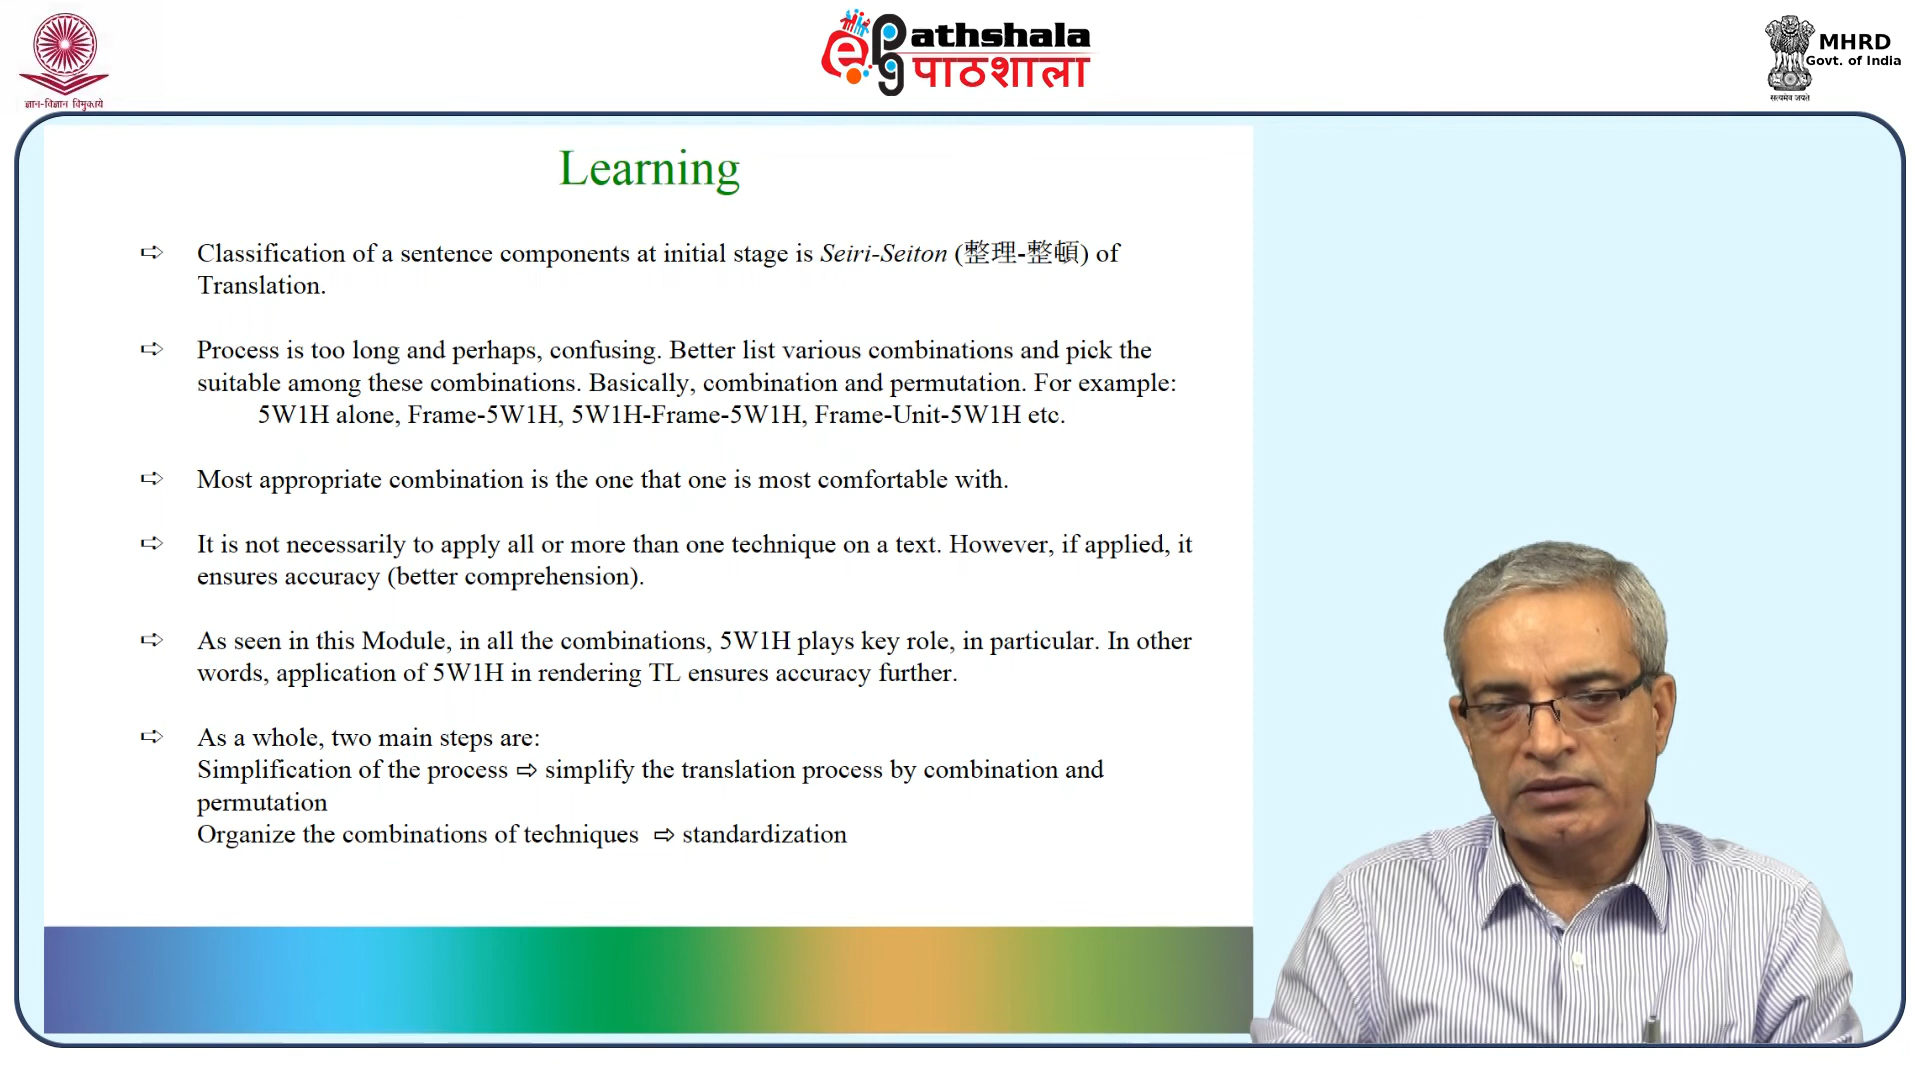 ज्ञान-विज्ञान विमुक्तये
ePathshala
पाठशाला
MHRD
Govt. of India
सत्यमेव जयते
Learning
➩ Classification of a sentence components at initial stage is Seiri-Seiton (整理-整頓) of
Translation.
➩ Process is too long and perhaps, confusing. Better list various combinations and pick the
suitable among these combinations. Basically, combination and permutation. For example:
5W1H alone, Frame-5W1H, 5W1H-Frame-5W1H, Frame-Unit-5W1H etc.
➩ Most appropriate combination is the one that one is most comfortable with.
➩ It is not necessarily to apply all or more than one technique on a text. However, if applied, it
ensures accuracy (better comprehension).
➩ As seen in this Module, in all the combinations, 5W1H plays key role, in particular. In other
words, application of 5W1H in rendering TL ensures accuracy further.
➩ As a whole, two main steps are:
Simplification of the process ➩ simplify the translation process by combination and
permutation
Organize the combinations of techniques ➩ standardization